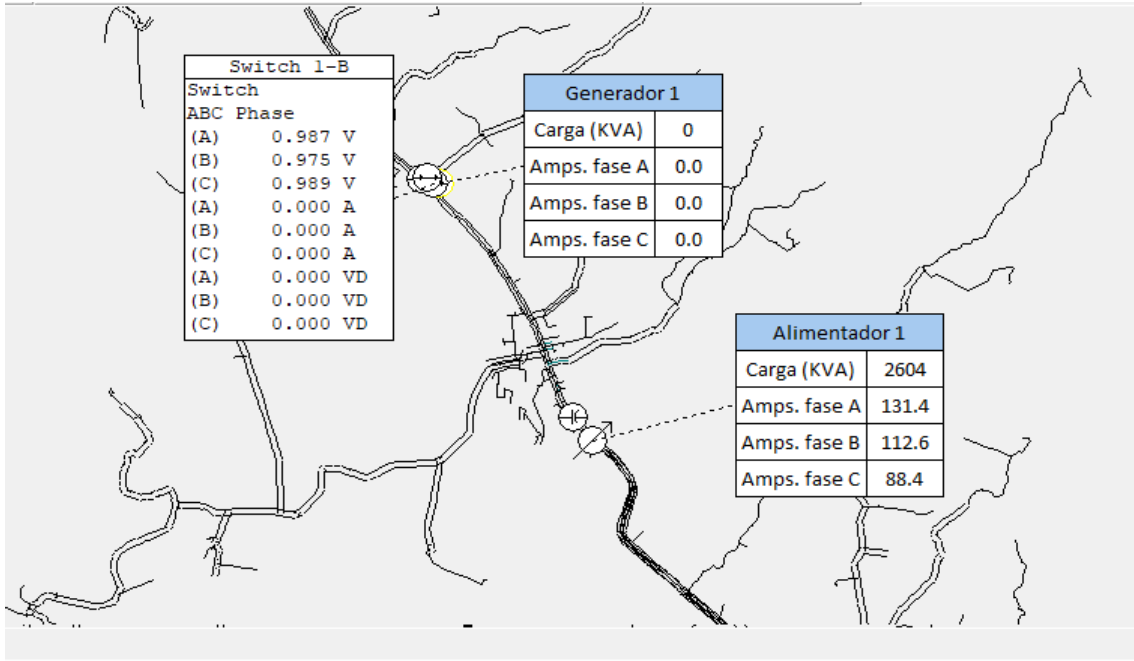 Switch 1-B
Switch
ABC Phase
(A) 0.987 V
(B) 0.975 V
(C) 0.989 V
(A) 0.000 A
(B) 0.000 A
(C) 0.000 A
(A) 0.000 VD
(B) 0.000 VD
(C) 0.000 VD
Generador 1
Carga (KVA) 0
Amps. fase A 0.0
Amps. fase B 0.0
Amps. fase C 0.0
Alimentador 1
Carga (KVA) 2604
Amps. fase A 131.4
Amps. fase B 112.6
Amps. fase C 88.4